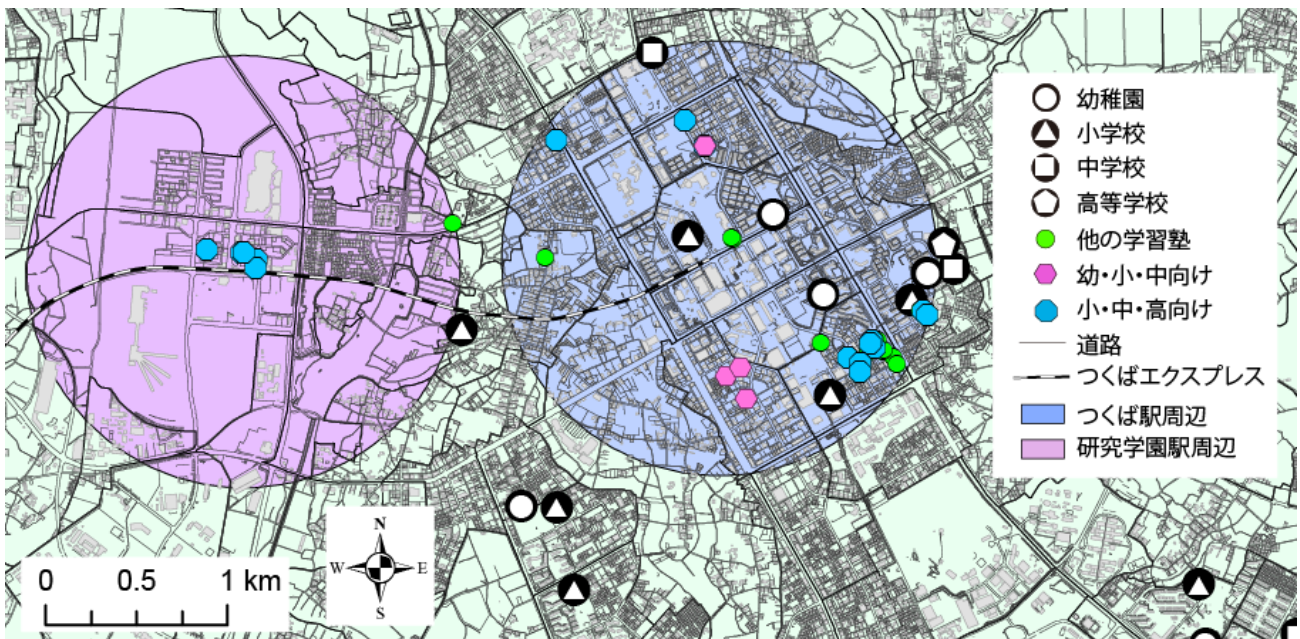 幼稚園
小学校
中学校
高等学校
他の学習塾
幼・小・中向け
小・中・高向け
道路
つくばエクスプレス
つくば駅周辺
研究学園駅周辺
N
W E
S
0 0.5 1 km